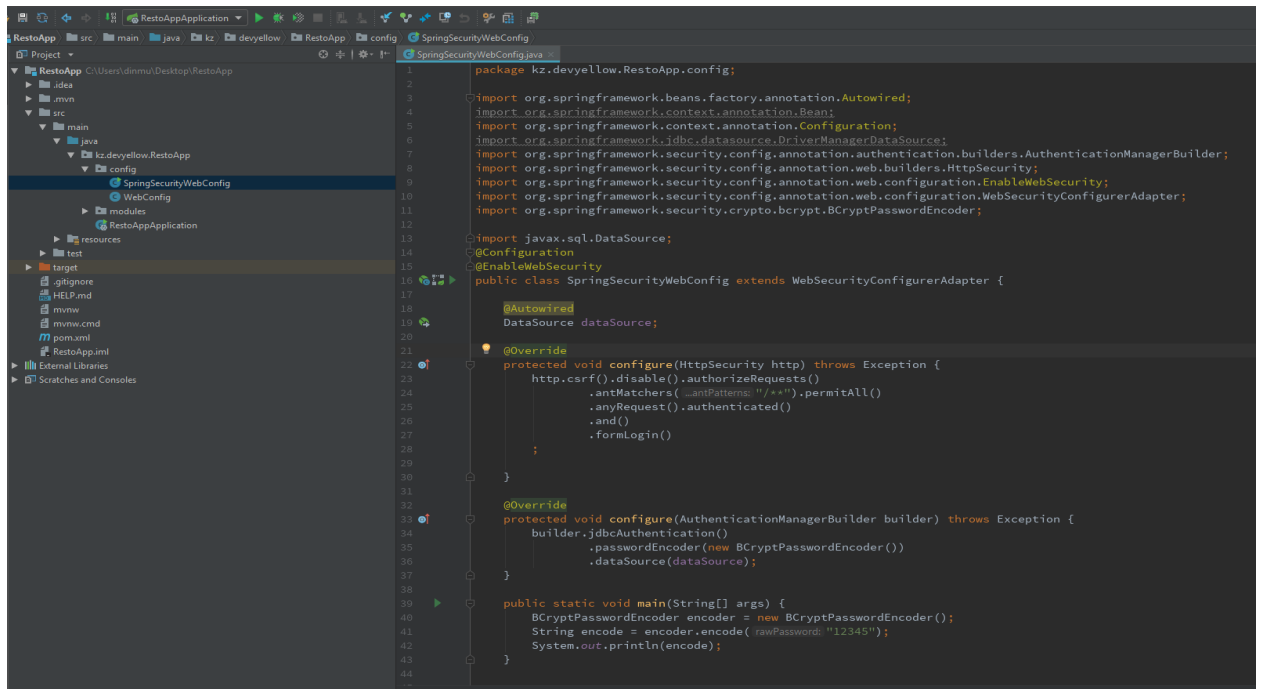 RestoAppApplication
RestoApp src main java kz devyellow RestoApp config SpringSecurityWebConfig
Project
SpringSecurityWebConfig.java
RestoApp C:\Users\dinmu\Desktop\RestoApp
.idea
.mvn
src
main
java
kz.devyellow.RestoApp
config
SpringSecurityWebConfig
WebConfig
modules
RestoAppApplication
resources
test
target
.gitignore
HELP.md
mvnw
mvnw.cmd
pom.xml
RestoApp.iml
External Libraries
Scratches and Consoles
1 package kz.devyellow.RestoApp.config;
2
3 import org.springframework.beans.factory.annotation.Autowired;
4 import org.springframework.context.annotation.Bean;
5 import org.springframework.context.annotation.Configuration;
6 import org.springframework.jdbc.datasource.DriverManagerDataSource;
7 import org.springframework.security.config.annotation.authentication.builders.AuthenticationManagerBuilder;
8 import org.springframework.security.config.annotation.web.builders.HttpSecurity;
9 import org.springframework.security.config.annotation.web.configuration.EnableWebSecurity;
10 import org.springframework.security.config.annotation.web.configuration.WebSecurityConfigurerAdapter;
11 import org.springframework.security.crypto.bcrypt.BCryptPasswordEncoder;
12
13 import javax.sql.DataSource;
14 @Configuration
15 @EnableWebSecurity
16 public class SpringSecurityWebConfig extends WebSecurityConfigurerAdapter {
17
18 @Autowired
19 DataSource dataSource;
20
21 @Override
22 protected void configure(HttpSecurity http) throws Exception {
23 http.csrf().disable().authorizeRequests()
24 .antMatchers( ...antPatterns: "/**").permitAll()
25 .anyRequest().authenticated()
26 .and()
27 .formLogin()
28 ;
29
30 }
31
32 @Override
33 protected void configure(AuthenticationManagerBuilder builder) throws Exception {
34 builder.jdbcAuthentication()
35 .passwordEncoder(new BCryptPasswordEncoder())
36 .dataSource(dataSource);
37 }
38
39 public static void main(String[] args) {
40 BCryptPasswordEncoder encoder = new BCryptPasswordEncoder();
41 String encode = encoder.encode( rawPassword: "12345");
42 System.out.println(encode);
43 }
44